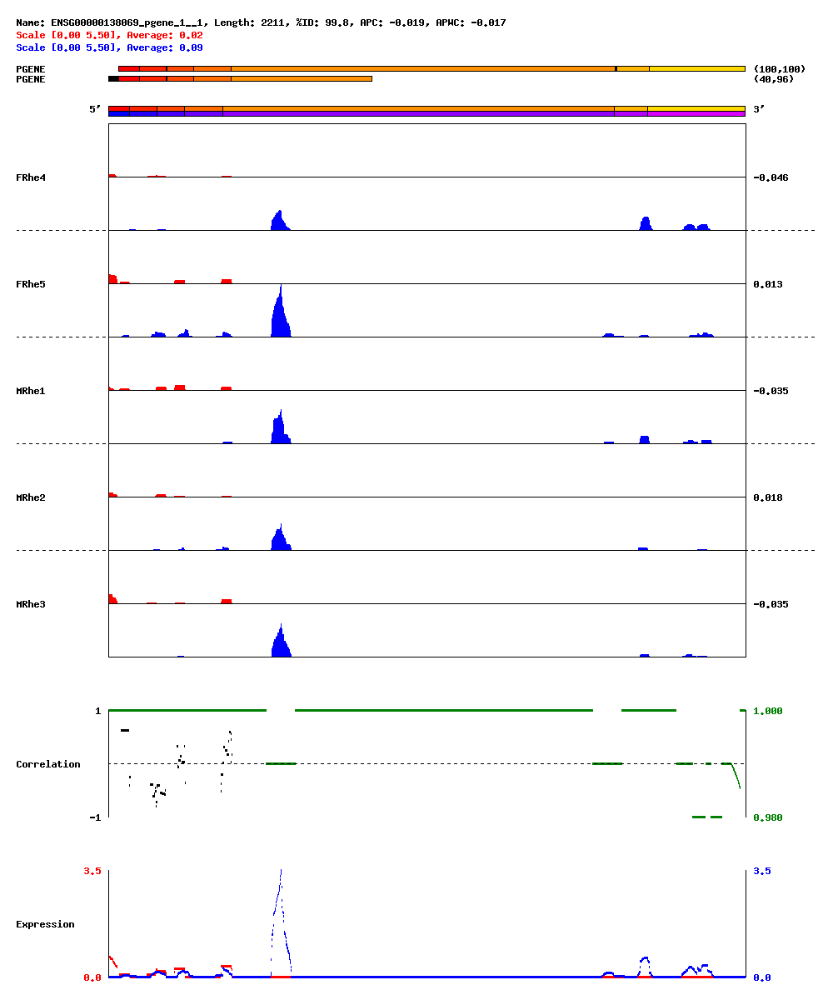 Name: ENSG00000138069_pgene_1__1, Length: 2211, %ID: 99.8, APC: -0.019, APWC: -0.017
Scale [0.00 5.50], Average: 0.02
Scale [0.00 5.50], Average: 0.09
PGENE (100,100)
PGENE (40,96)
5' 3'
FRhe4 -0.046
FRhe5 0.013
MRhe1 -0.035
MRhe2 0.018
MRhe3 -0.035
1 1.000
Correlation
-1 0.980
3.5 3.5
Expression
0.0 0.0